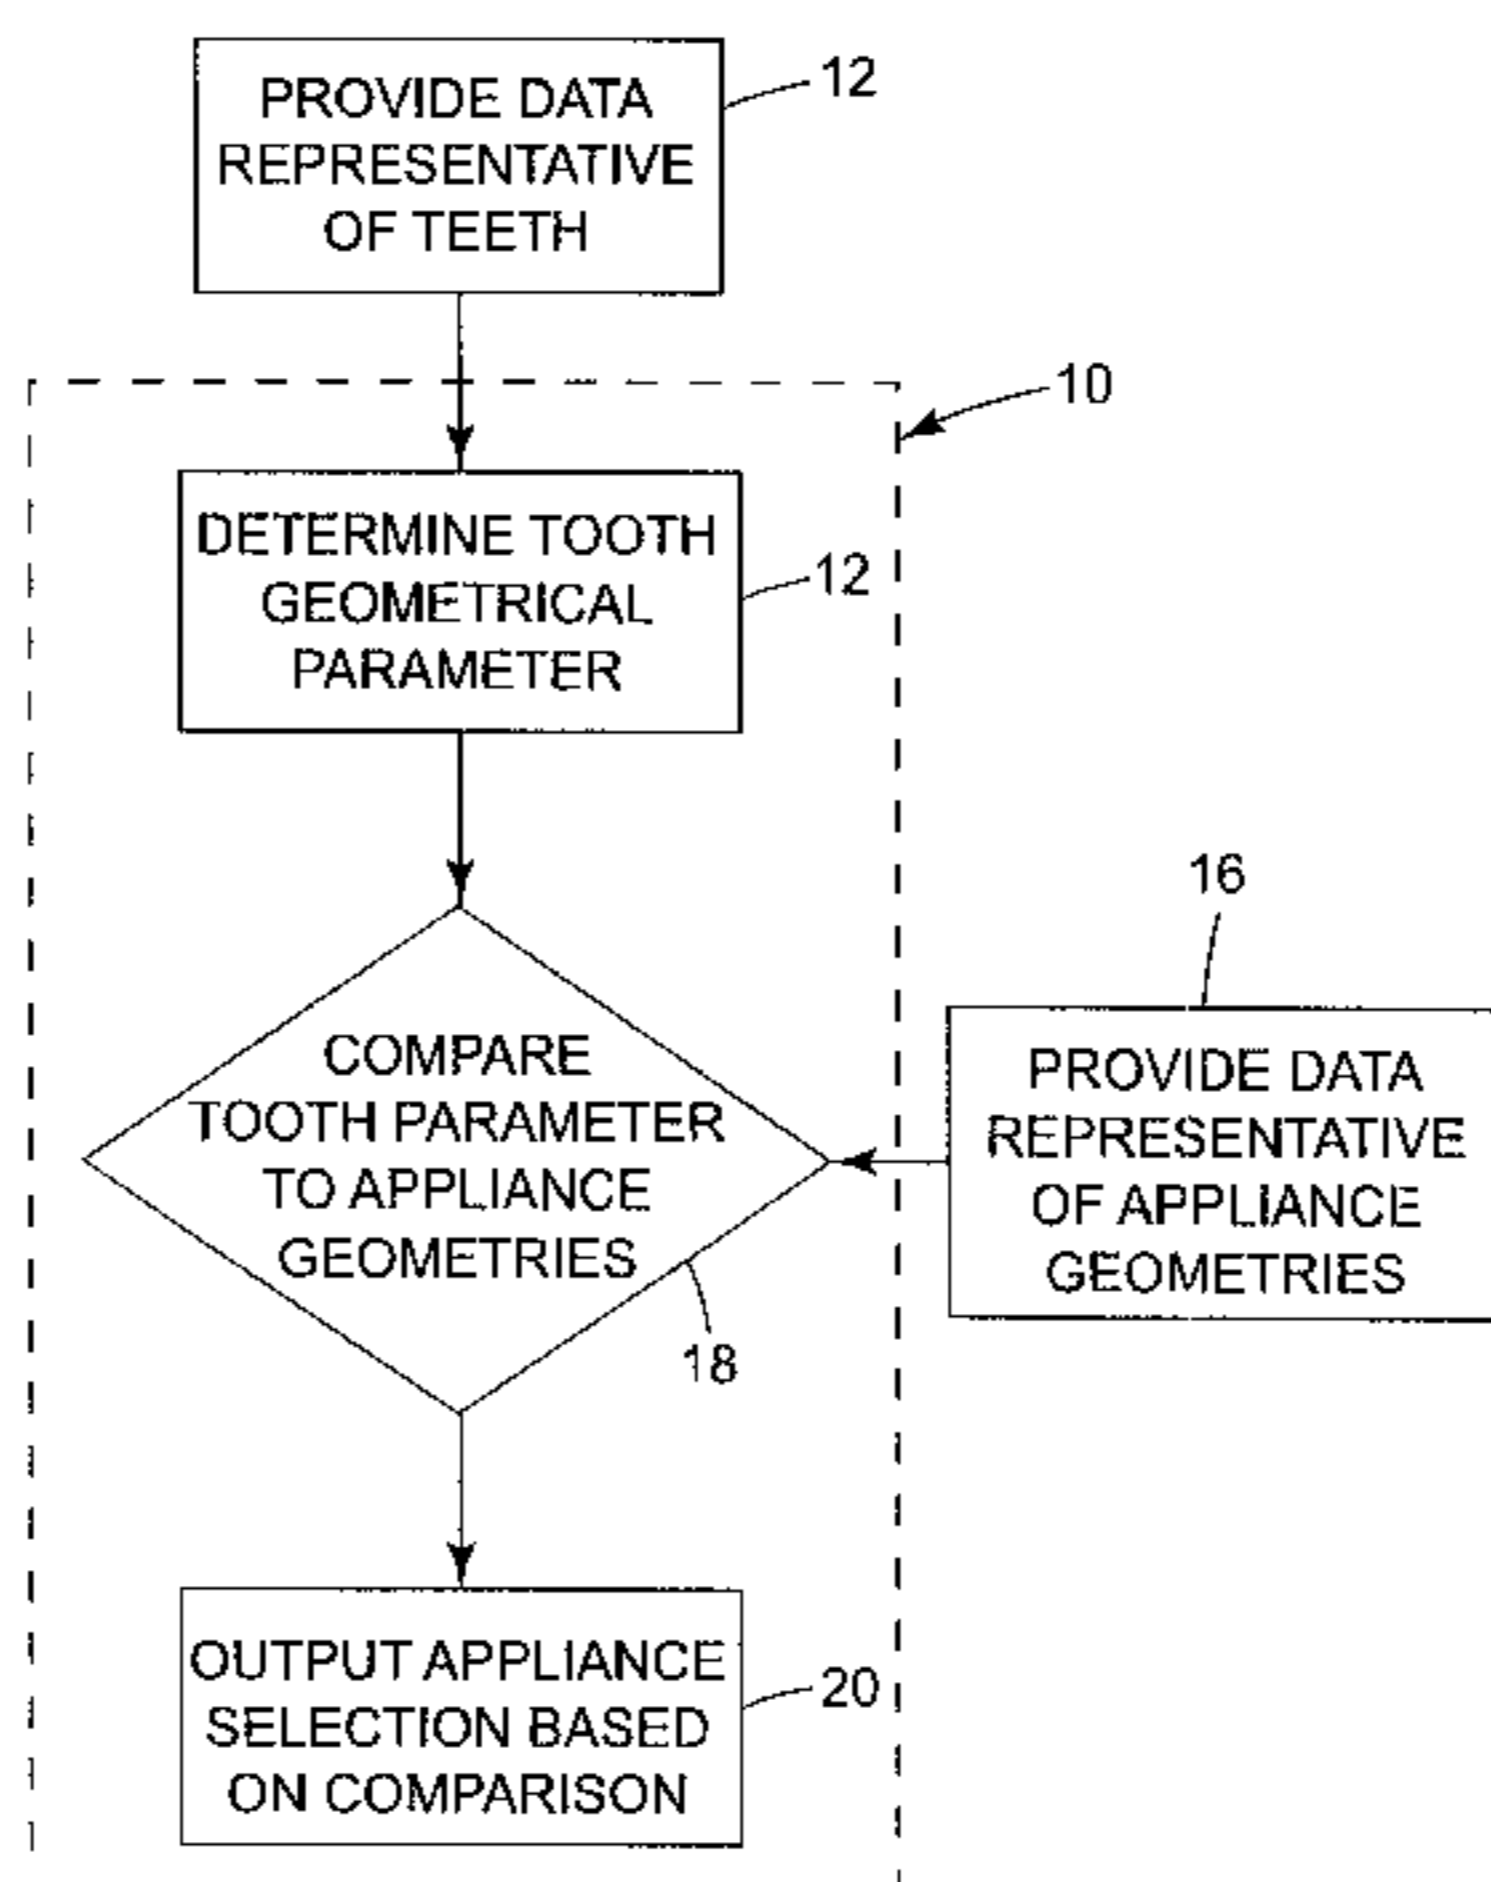 PROVIDE DATA
REPRESENTATIVE
OF TEETH
12
10
DETERMINE TOOTH
GEOMETRICAL
PARAMETER
12
COMPARE
TOOTH PARAMETER
TO APPLIANCE
GEOMETRIES
18
16
PROVIDE DATA
REPRESENTATIVE
OF APPLIANCE
GEOMETRIES
OUTPUT APPLIANCE
SELECTION BASED
ON COMPARISON
20